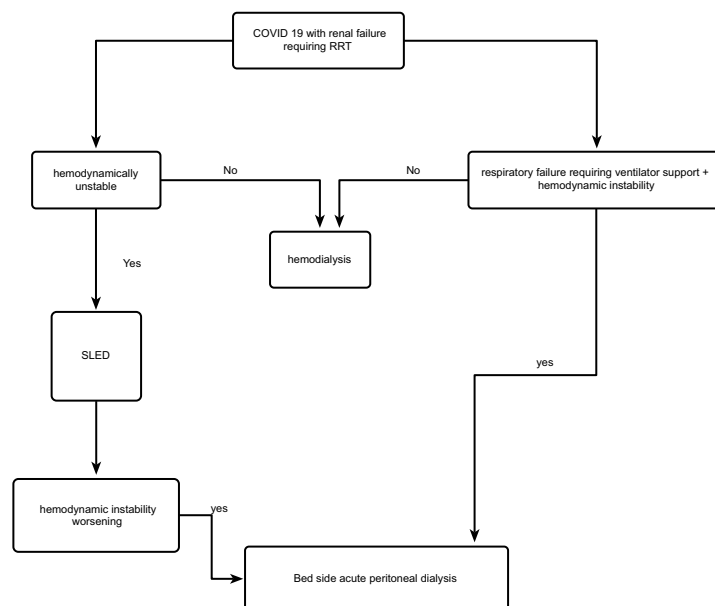 COVID 19 with renal failure
requiring RRT
hemodynamically
unstable
No
No
respiratory failure requiring ventilator support +
hemodynamic instability
hemodialysis
Yes
SLED
yes
hemodynamic instability
worsening
yes
Bed side acute peritoneal dialysis